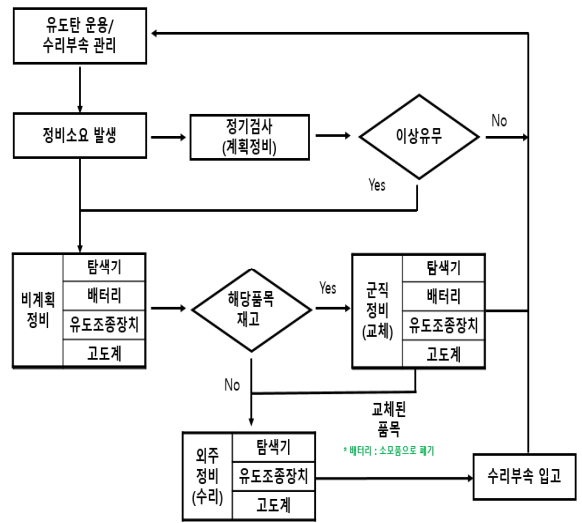 유도탄 운용/
수리부속 관리
정비소요 발생
정기검사
(계획정비)
이상유무
No
Yes
비계획
정비
탐색기
배터리
유도조종장치
고도계
해당품목
재고
Yes
군직
정비
(교체)
탐색기
배터리
유도조종장치
고도계
No
교체된
품목
* 배터리 : 소모품으로 폐기
외주
정비
(수리)
탐색기
유도조종장치
고도계
수리부속 입고